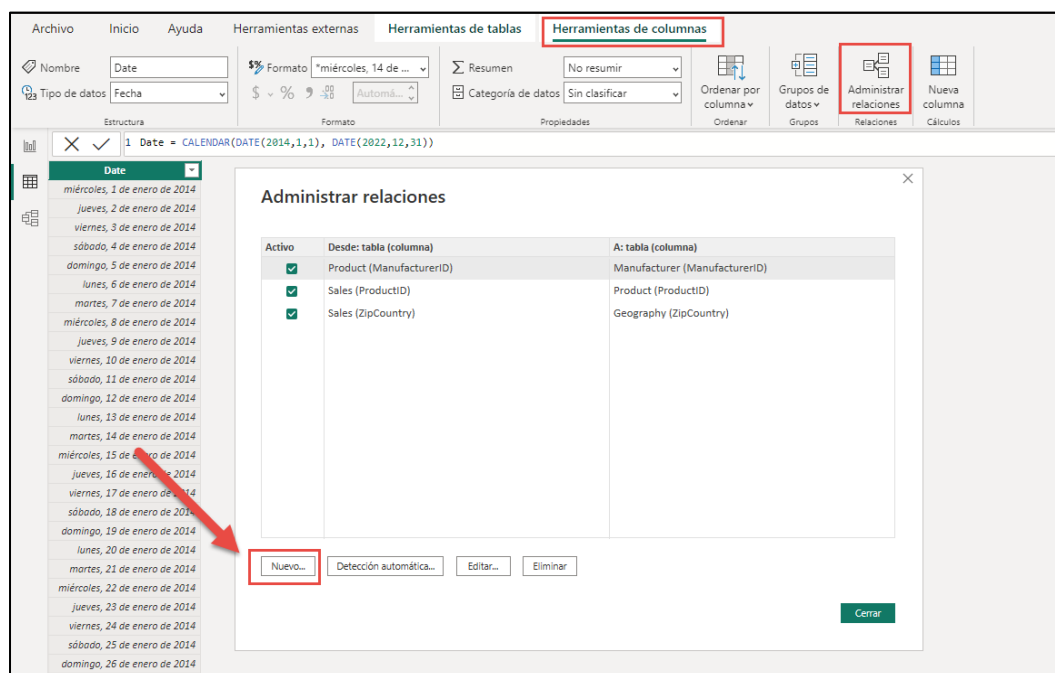 Archivo Inicio Ayuda Herramientas externas Herramientas de tablas Herramientas de columnas
Nombre Date
Tipo de datos Fecha
Estructura
$% Formato *miércoles, 14 de ...
$ % 9 Automá...
Formato
Resumen No resumir
Categoría de datos Sin clasificar
Propiedades
Ordenar por
columna
Ordenar
Grupos de
datos
Grupos
Administrar
relaciones
Relaciones
Nueva
columna
Cálculos
1 Date = CALENDAR(DATE(2014,1,1), DATE(2022,12,31))
Date
miércoles, 1 de enero de 2014
jueves, 2 de enero de 2014
viernes, 3 de enero de 2014
sábado, 4 de enero de 2014
domingo, 5 de enero de 2014
lunes, 6 de enero de 2014
martes, 7 de enero de 2014
miércoles, 8 de enero de 2014
jueves, 9 de enero de 2014
viernes, 10 de enero de 2014
sábado, 11 de enero de 2014
domingo, 12 de enero de 2014
lunes, 13 de enero de 2014
martes, 14 de enero de 2014
miércoles, 15 de enero de 2014
jueves, 16 de enero de 2014
viernes, 17 de enero de 2014
sábado, 18 de enero de 2014
domingo, 19 de enero de 2014
lunes, 20 de enero de 2014
martes, 21 de enero de 2014
miércoles, 22 de enero de 2014
jueves, 23 de enero de 2014
viernes, 24 de enero de 2014
sábado, 25 de enero de 2014
domingo, 26 de enero de 2014
Administrar relaciones
Activo Desde: tabla (columna) A: tabla (columna)
Product (ManufacturerID) Manufacturer (ManufacturerID)
Sales (ProductID) Product (ProductID)
Sales (ZipCountry) Geography (ZipCountry)
Nuevo... Detección automática... Editar... Eliminar
Cerrar